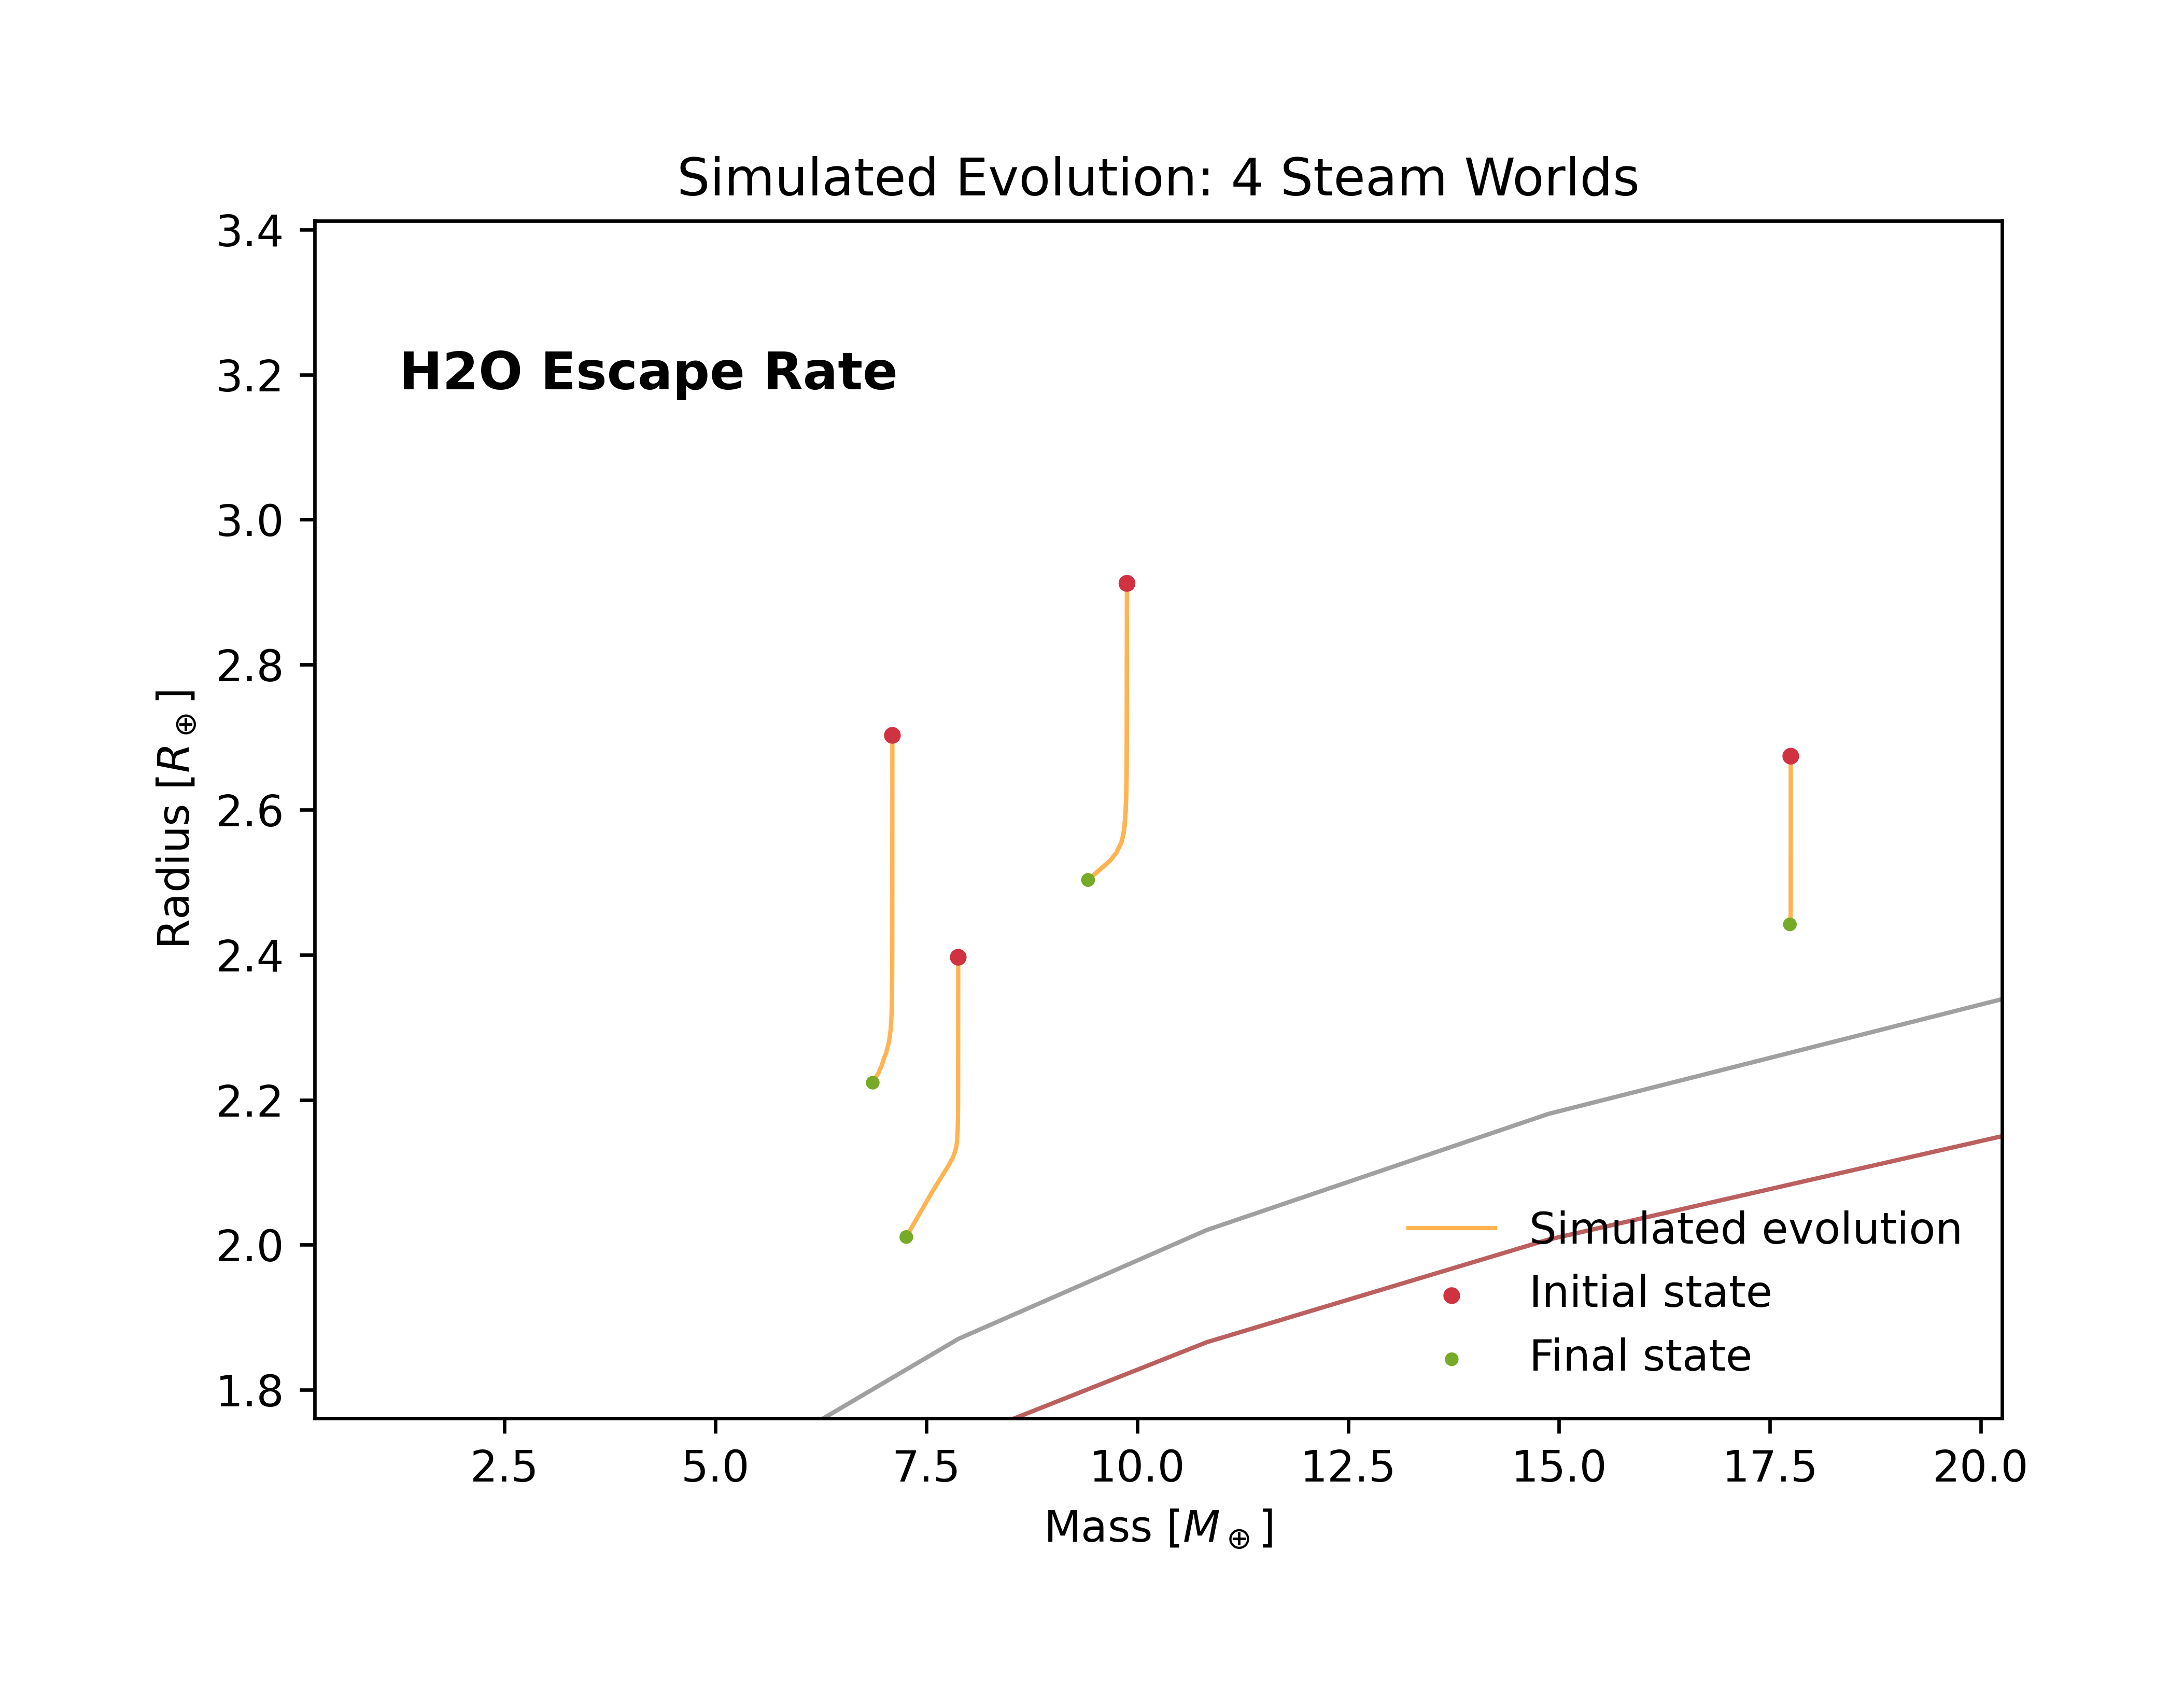 Simulated Evolution: 4 Steam Worlds
3.4
3.2
3.0
2.8
2.6
2.4
2.2
2.0
1.8
Radius [R⊕]
H2O Escape Rate
Simulated evolution
Initial state
Final state
2.5 5.0 7.5 10.0 12.5 15.0 17.5 20.0
Mass [M⊕]